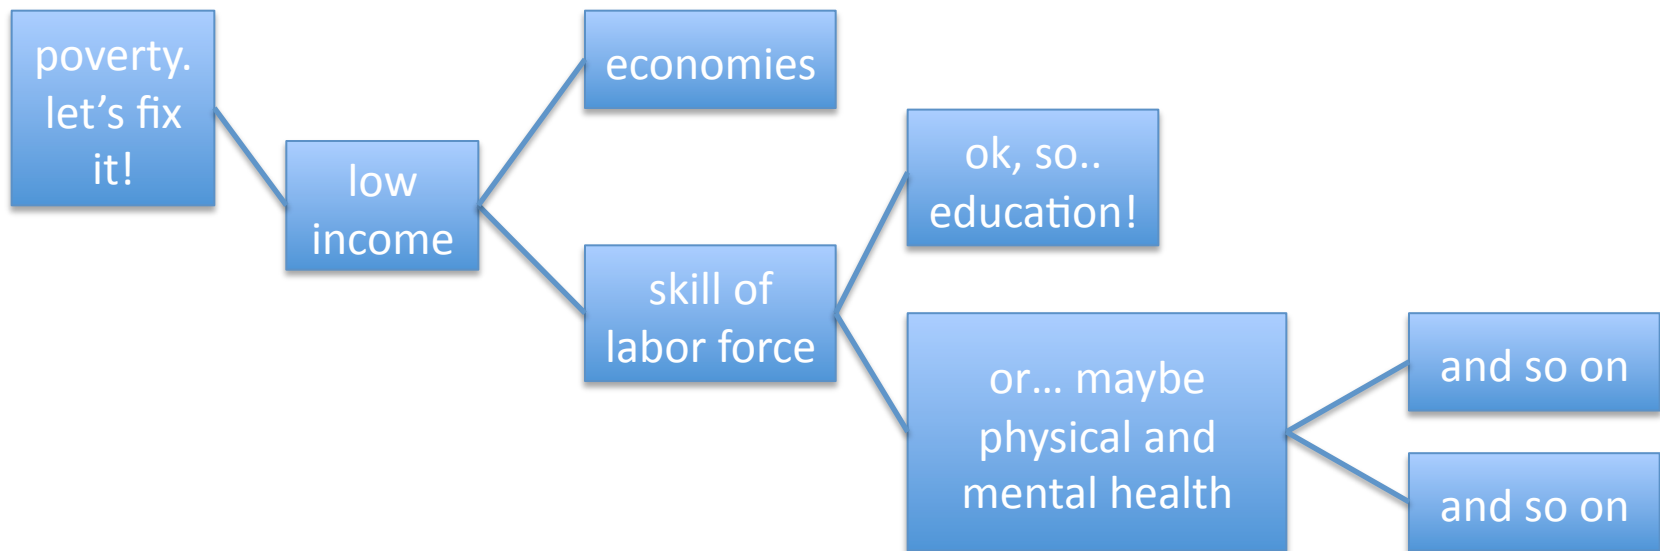 poverty.
let’s fix
it!
low
income
economies
skill of
labor force
ok, so..
education!
or... maybe
physical and
mental health
and so on
and so on